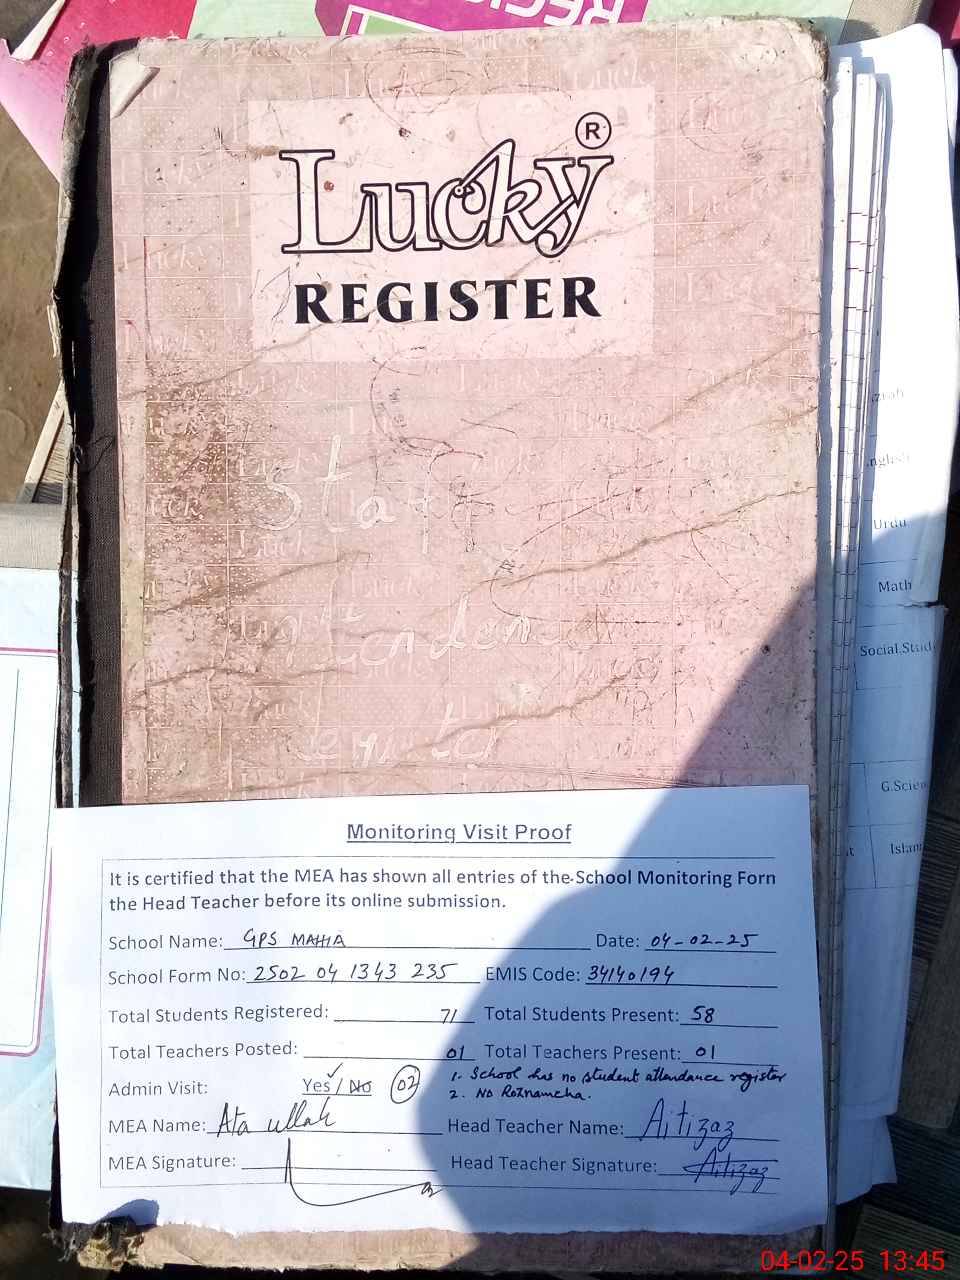 REGIS
Lucky ®
REGISTER
Staff
Attendence
nglish
Urdu
Math
Social Stud
G.Scien
Islam
Monitoring Visit Proof
It is certified that the MEA has shown all entries of the School Monitoring Forn
the Head Teacher before its online submission.
School Name: GPS MAHIA Date: 04-02-25
School Form No: 2502 04 1343 235 EMIS Code: 34140194
Total Students Registered: 71 Total Students Present: 58
Total Teachers Posted: 01 Total Teachers Present: 01
Admin Visit: Yes ✓ / No 02 1. School has no student attendance register
2. No Roznamcha.
MEA Name: Ata ullah Head Teacher Name: Aitizaz
MEA Signature: Head Teacher Signature: Aitizaz
04-02-25 13:45